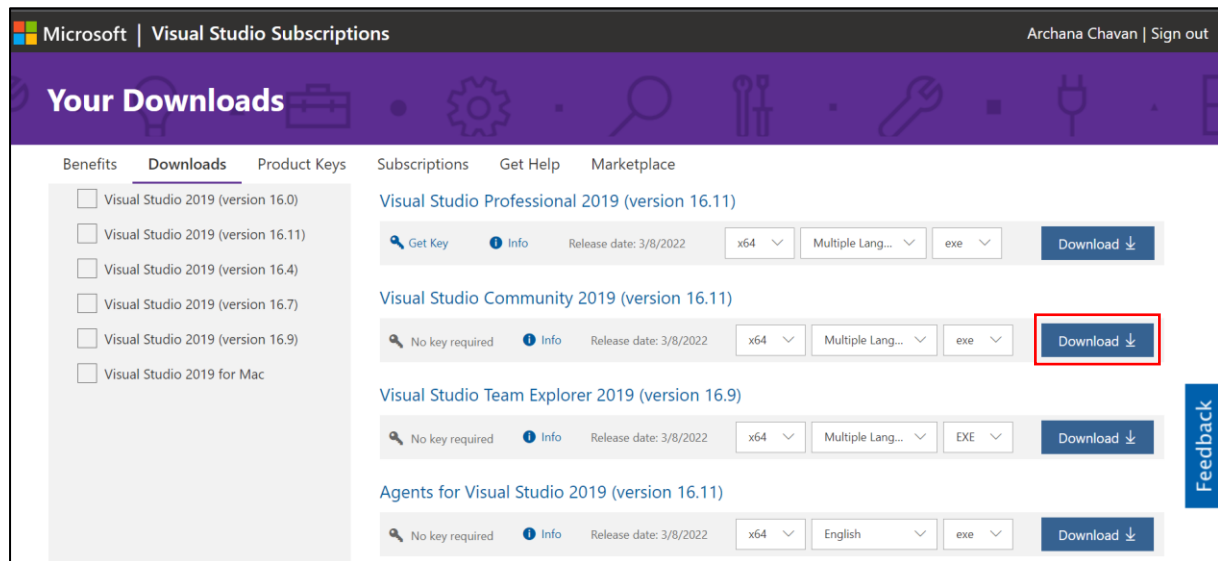 Microsoft | Visual Studio Subscriptions
Archana Chavan | Sign out
Your Downloads
Benefits Downloads Product Keys Subscriptions Get Help Marketplace
Visual Studio 2019 (version 16.0)
Visual Studio 2019 (version 16.11)
Visual Studio 2019 (version 16.4)
Visual Studio 2019 (version 16.7)
Visual Studio 2019 (version 16.9)
Visual Studio 2019 for Mac
Visual Studio Professional 2019 (version 16.11)
Get Key Info Release date: 3/8/2022 x64 Multiple Lang... exe Download
Visual Studio Community 2019 (version 16.11)
No key required Info Release date: 3/8/2022 x64 Multiple Lang... exe Download
Visual Studio Team Explorer 2019 (version 16.9)
No key required Info Release date: 3/8/2022 x64 Multiple Lang... EXE Download
Agents for Visual Studio 2019 (version 16.11)
No key required Info Release date: 3/8/2022 x64 English exe Download
Feedback